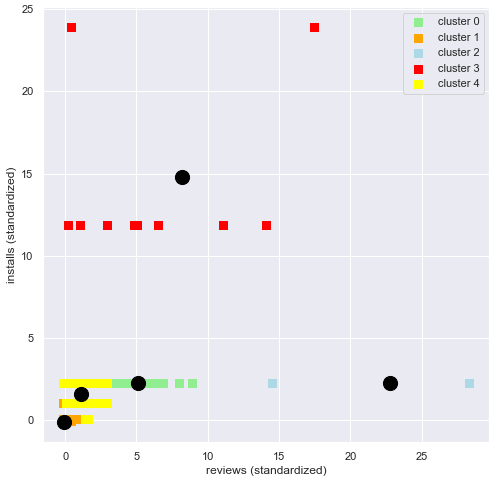 25
20
15
10
5
0
installs (standardized)
cluster 0
cluster 1
cluster 2
cluster 3
cluster 4
0 5 10 15 20 25
reviews (standardized)